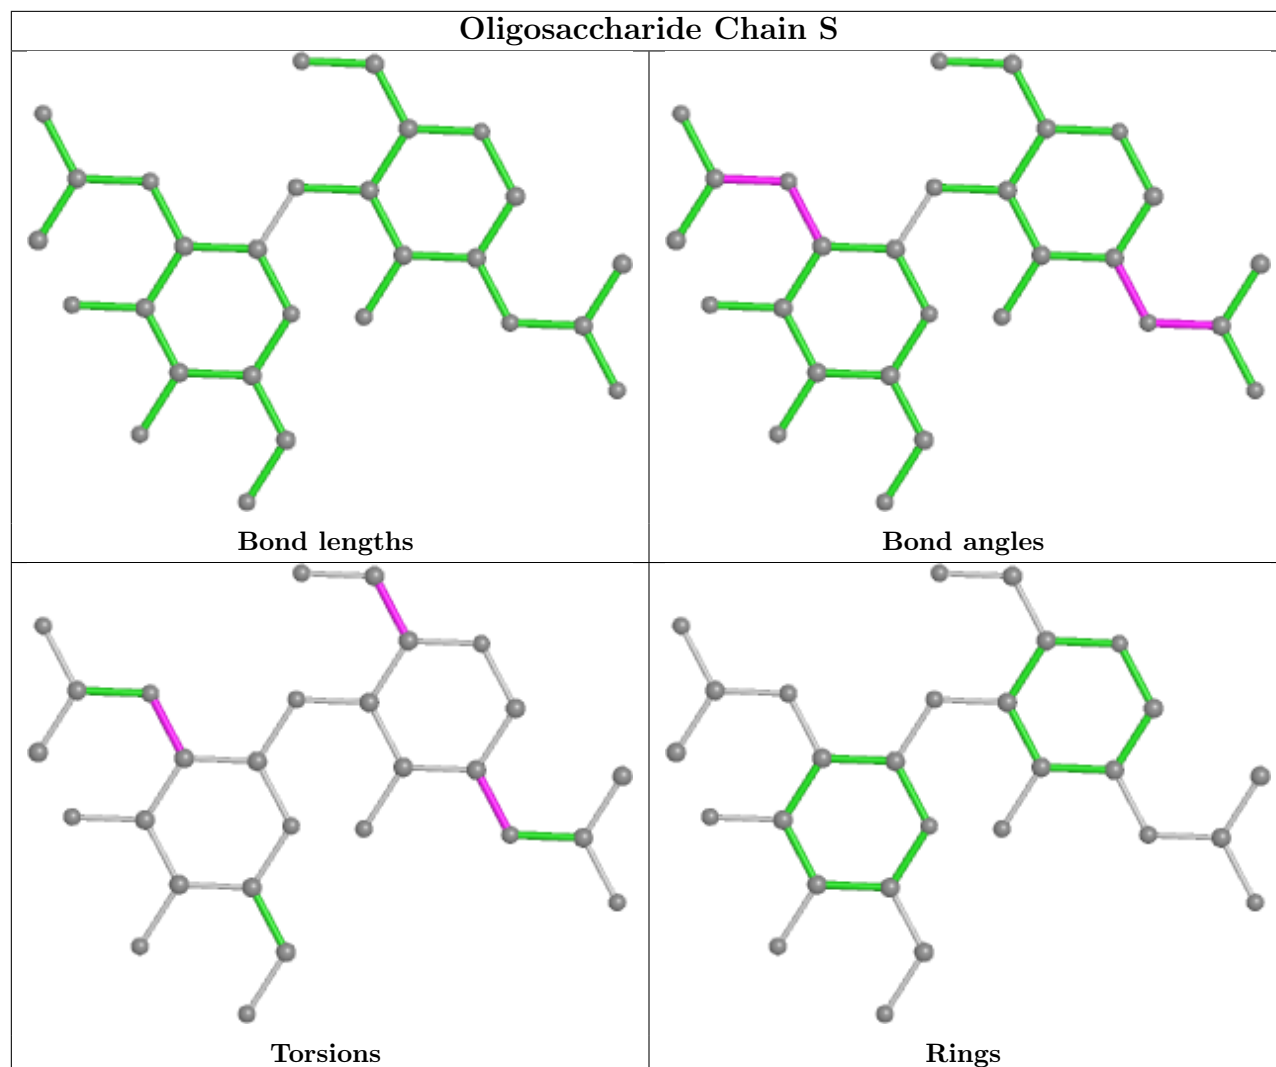 Oligosaccharide Chain S
Bond lengths
Bond angles
Torsions
Rings